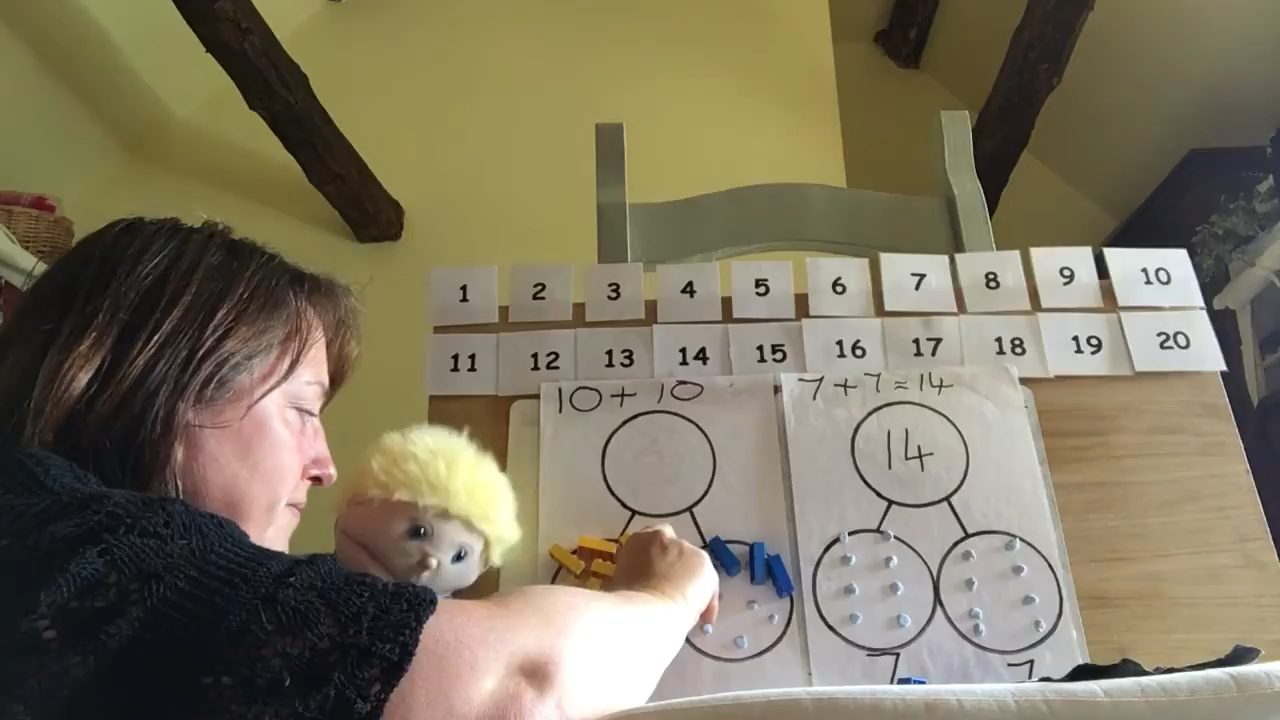 1 2 3 4 5 6 7 8 9 10
11 12 13 14 15 16 17 18 19 20
10 + 10
7 + 7 = 14
14
7 7